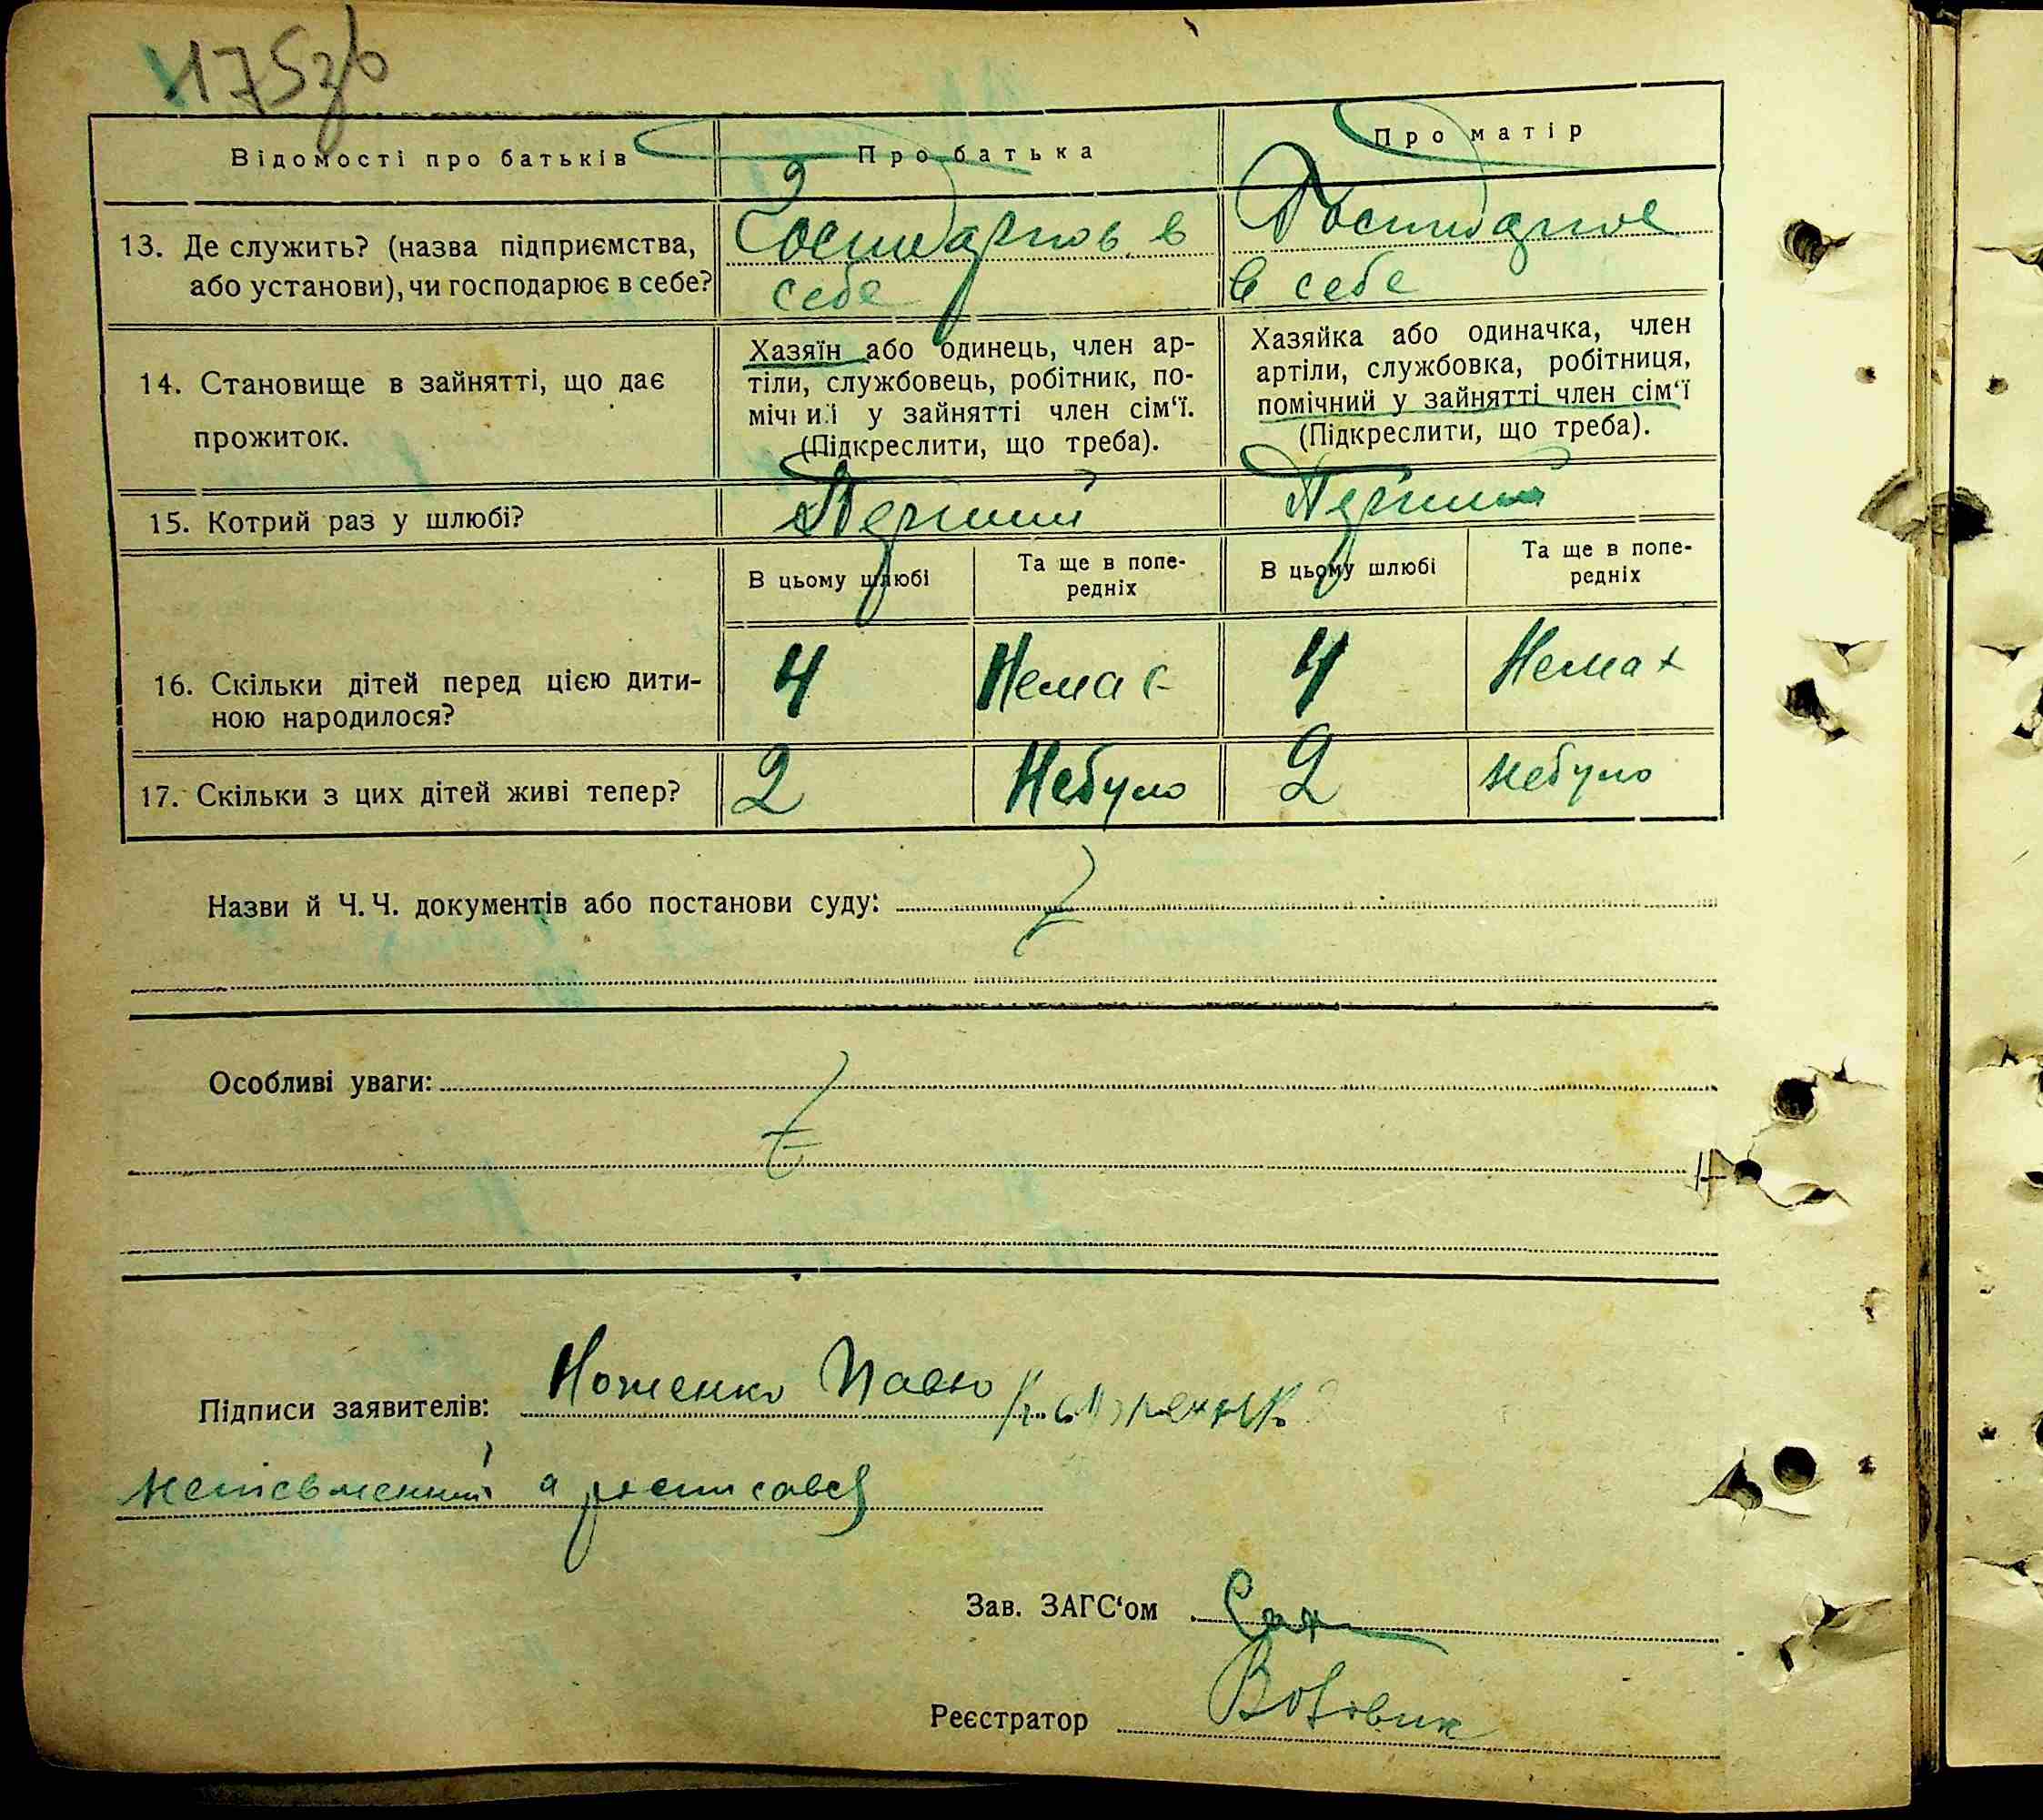 175зв
Відомості про батьків
Про батька
Про матір
13. Де служить? (назва підприємства,
або установи), чи господарює в себе?
в
себе
в себе
14. Становище в зайнятті, що дає
прожиток.
Хазяїн або одинець, член ар-
тіли, службовець, робітник, по-
мічний у зайнятті член сім‘ї.
(Підкреслити, що треба).
Хазяйка або одиначка, член
артіли, службовка, робітниця,
помічний у зайнятті член сім‘ї
(Підкреслити, що треба).
15. Котрий раз у шлюбі?
Перший
Перший
В цьому шлюбі
Та ще в попе-
редніх
В цьому шлюбі
Та ще в попе-
редніх
16. Скільки дітей перед цією дити-
ною народилося?
4
Немає
4
Немає
17. Скільки з цих дітей живі тепер?
2
Небуло
2
небуло
Назви й Ч. Ч. документів або постанови суду:
Особливі уваги:
Підписи заявителів: Ноженко
неписьменний а
Зав. ЗАГС‘ом
Реєстратор